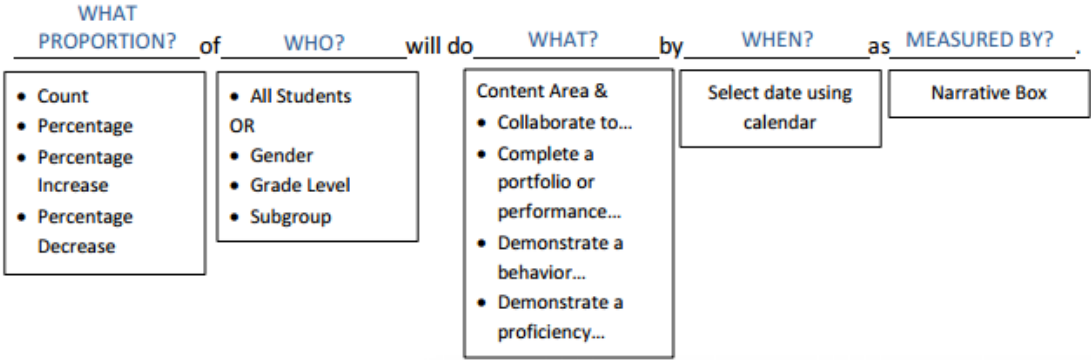 WHAT PROPORTION? of WHO? will do WHAT? by WHEN? as MEASURED BY? .
• Count
• Percentage
• Percentage
Increase
• Percentage
Decrease
• All Students
OR
• Gender
• Grade Level
• Subgroup
Content Area &
• Collaborate to...
• Complete a
portfolio or
performance...
• Demonstrate a
behavior...
• Demonstrate a
proficiency...
Select date using
calendar
Narrative Box